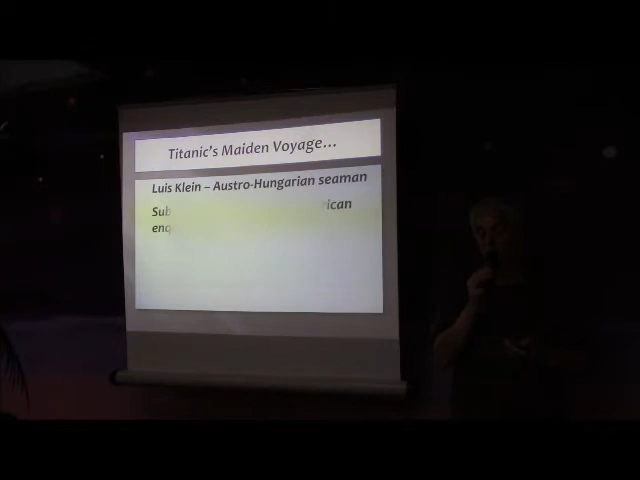 Titanic's Maiden Voyage...
Luis Klein – Austro-Hungarian seaman